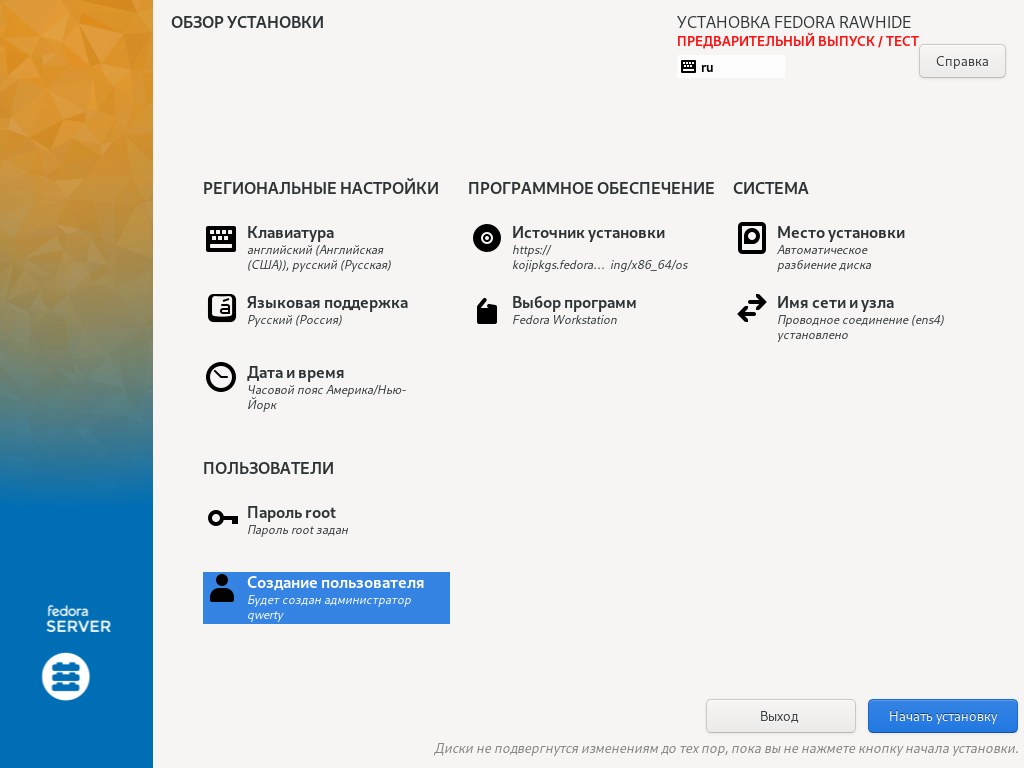 ОБЗОР УСТАНОВКИ
УСТАНОВКА FEDORA RAWHIDE
ПРЕДВАРИТЕЛЬНЫЙ ВЫПУСК / ТЕСТ
ru
Справка
РЕГИОНАЛЬНЫЕ НАСТРОЙКИ
Клавиатура
английский (Английская
(США)), русский (Русская)
Языковая поддержка
Русский (Россия)
Дата и время
Часовой пояс Америка/Нью-
Йорк
ПРОГРАММНОЕ ОБЕСПЕЧЕНИЕ
Источник установки
https://
kojipkgs.fedora… ing/x86_64/os
Выбор программ
Fedora Workstation
СИСТЕМА
Место установки
Автоматическое
разбиение диска
Имя сети и узла
Проводное соединение (ens4)
установлено
ПОЛЬЗОВАТЕЛИ
Пароль root
Пароль root задан
Создание пользователя
Будет создан администратор
qwerty
fedora
SERVER
Выход
Начать установку
Диски не подвергнутся изменениям до тех пор, пока вы не нажмете кнопку начала установки.